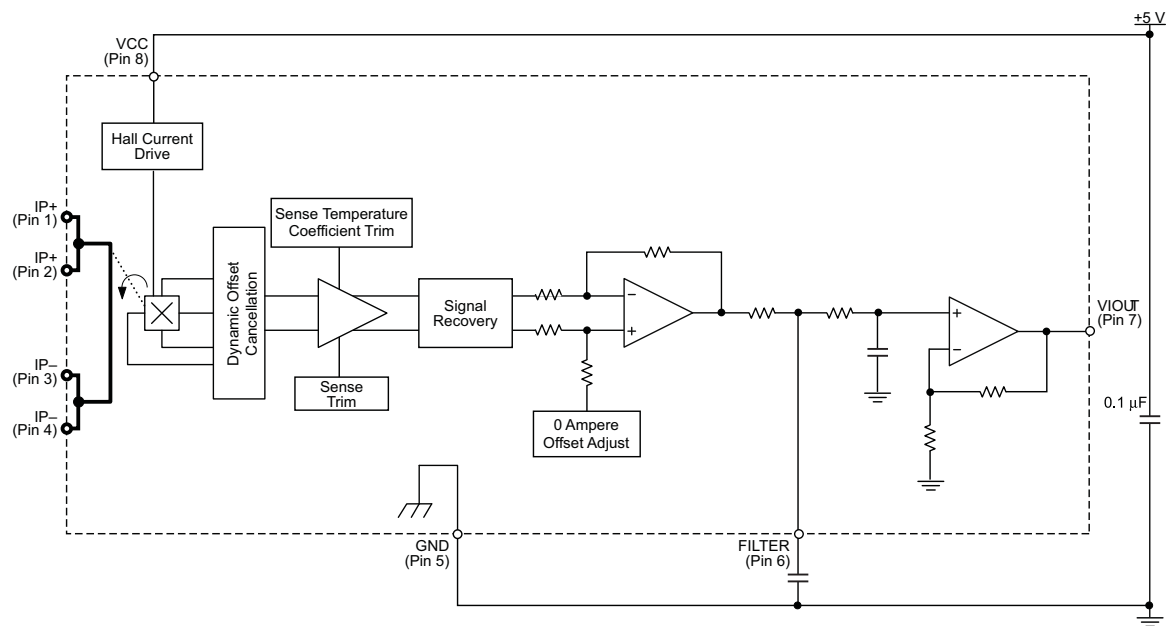 +5 V
VCC
(Pin 8)
Hall Current
Drive
IP+
(Pin 1)
IP+
(Pin 2)
IP–
(Pin 3)
IP–
(Pin 4)
Dynamic Offset
Cancellation
Sense Temperature
Coefficient Trim
Sense
Trim
Signal
Recovery
0 Ampere
Offset Adjust
–
+
+
–
VIOUT
(Pin 7)
0.1 μF
GND
(Pin 5)
FILTER
(Pin 6)